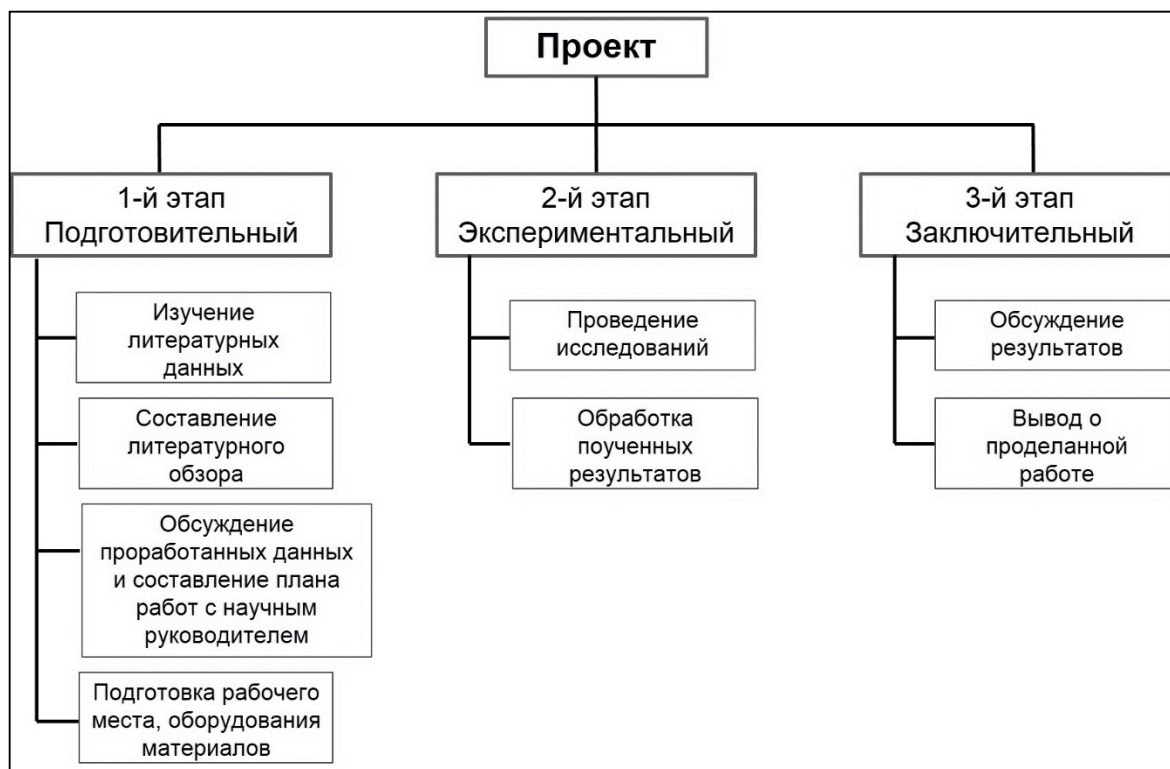 Проект
1-й этап
Подготовительный
Изучение
литературных
данных
Составление
литературного
обзора
Обсуждение
проработанных данных
и составление плана
работ с научным
руководителем
Подготовка рабочего
места, оборудования
материалов
2-й этап
Экспериментальный
Проведение
исследований
Обработка
поученных
результатов
3-й этап
Заключительный
Обсуждение
результатов
Вывод о
проделанной
работе